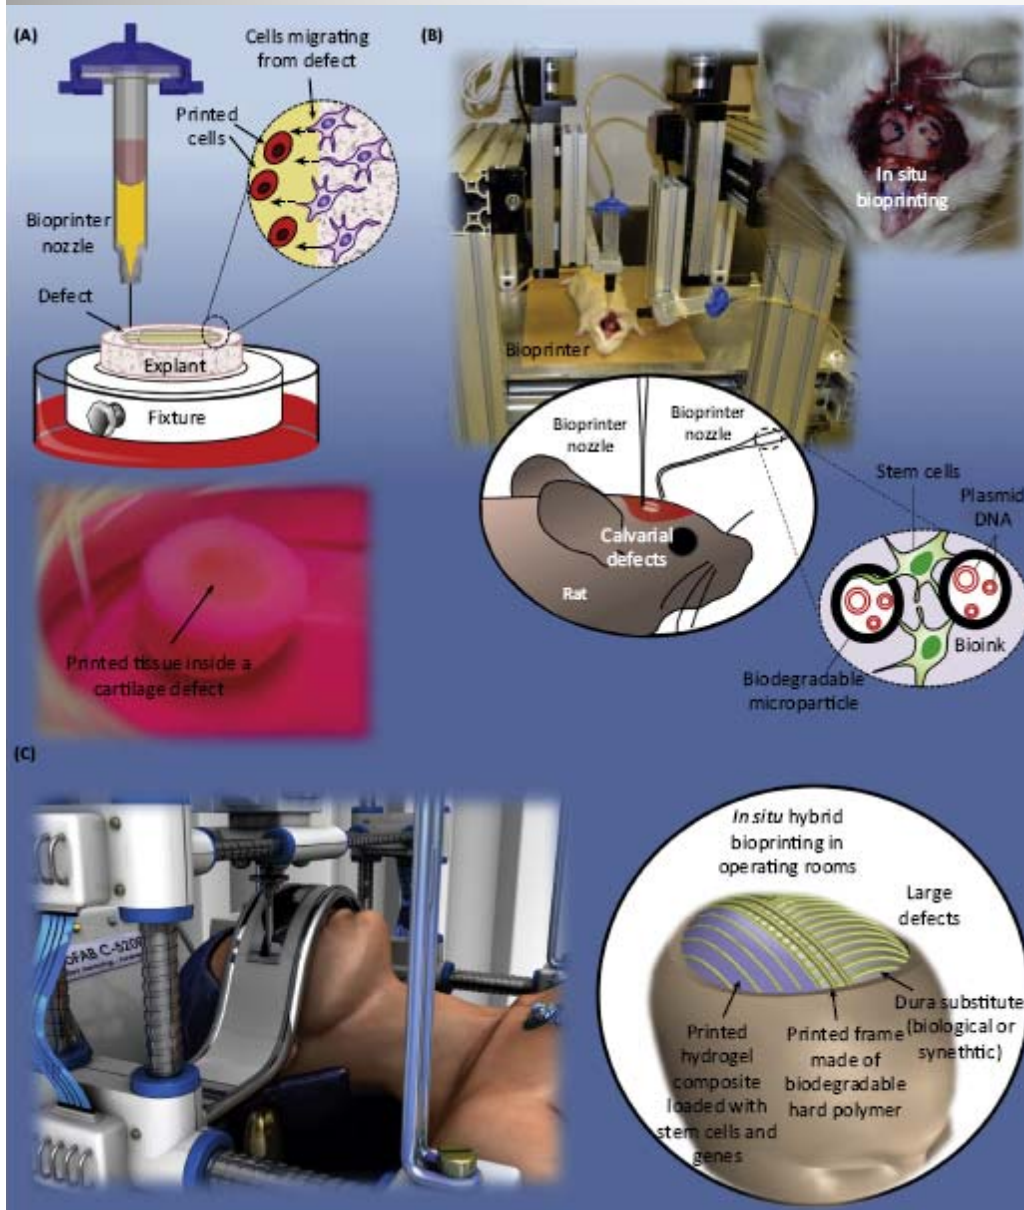 (A)
Cells migrating
from defect
Printed
cells
Bioprinter
nozzle
Defect
Explant
Fixture
Printed tissue inside a
cartilage defect
(B)
In situ
bioprinting
Bioprinter
Bioprinter
nozzle
Bioprinter
nozzle
Calvarial
defects
Rat
Stem cells
Plasmid
DNA
Bioink
Biodegradable
microparticle
(C)
C-520
In situ hybrid
bioprinting in
operating rooms
Large
defects
Dura substitute
(biological or
synethtic)
Printed
hydrogel
composite
loaded with
stem cells and
genes
Printed frame
made of
biodegradable
hard polymer